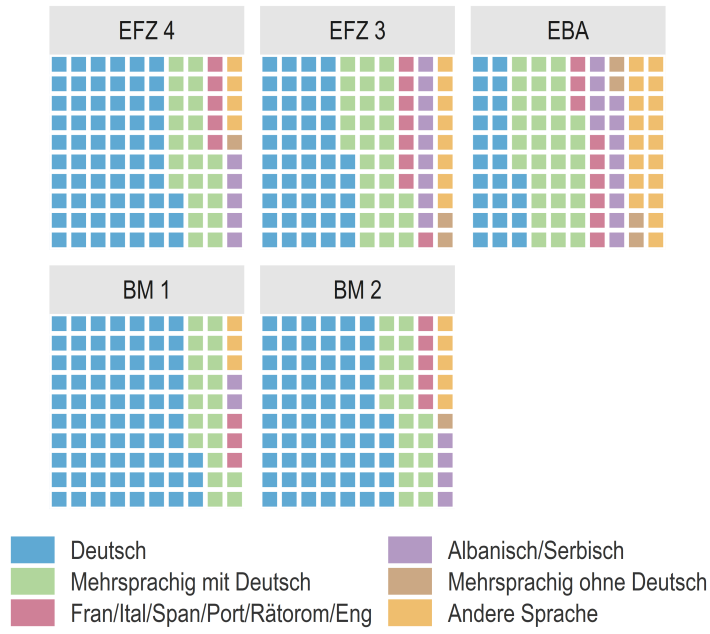 EFZ 4
EFZ 3
EBA
BM 1
BM 2
Deutsch
Mehrsprachig mit Deutsch
Fran/Ital/Span/Port/Rätorom/Eng
Albanisch/Serbisch
Mehrsprachig ohne Deutsch
Andere Sprache